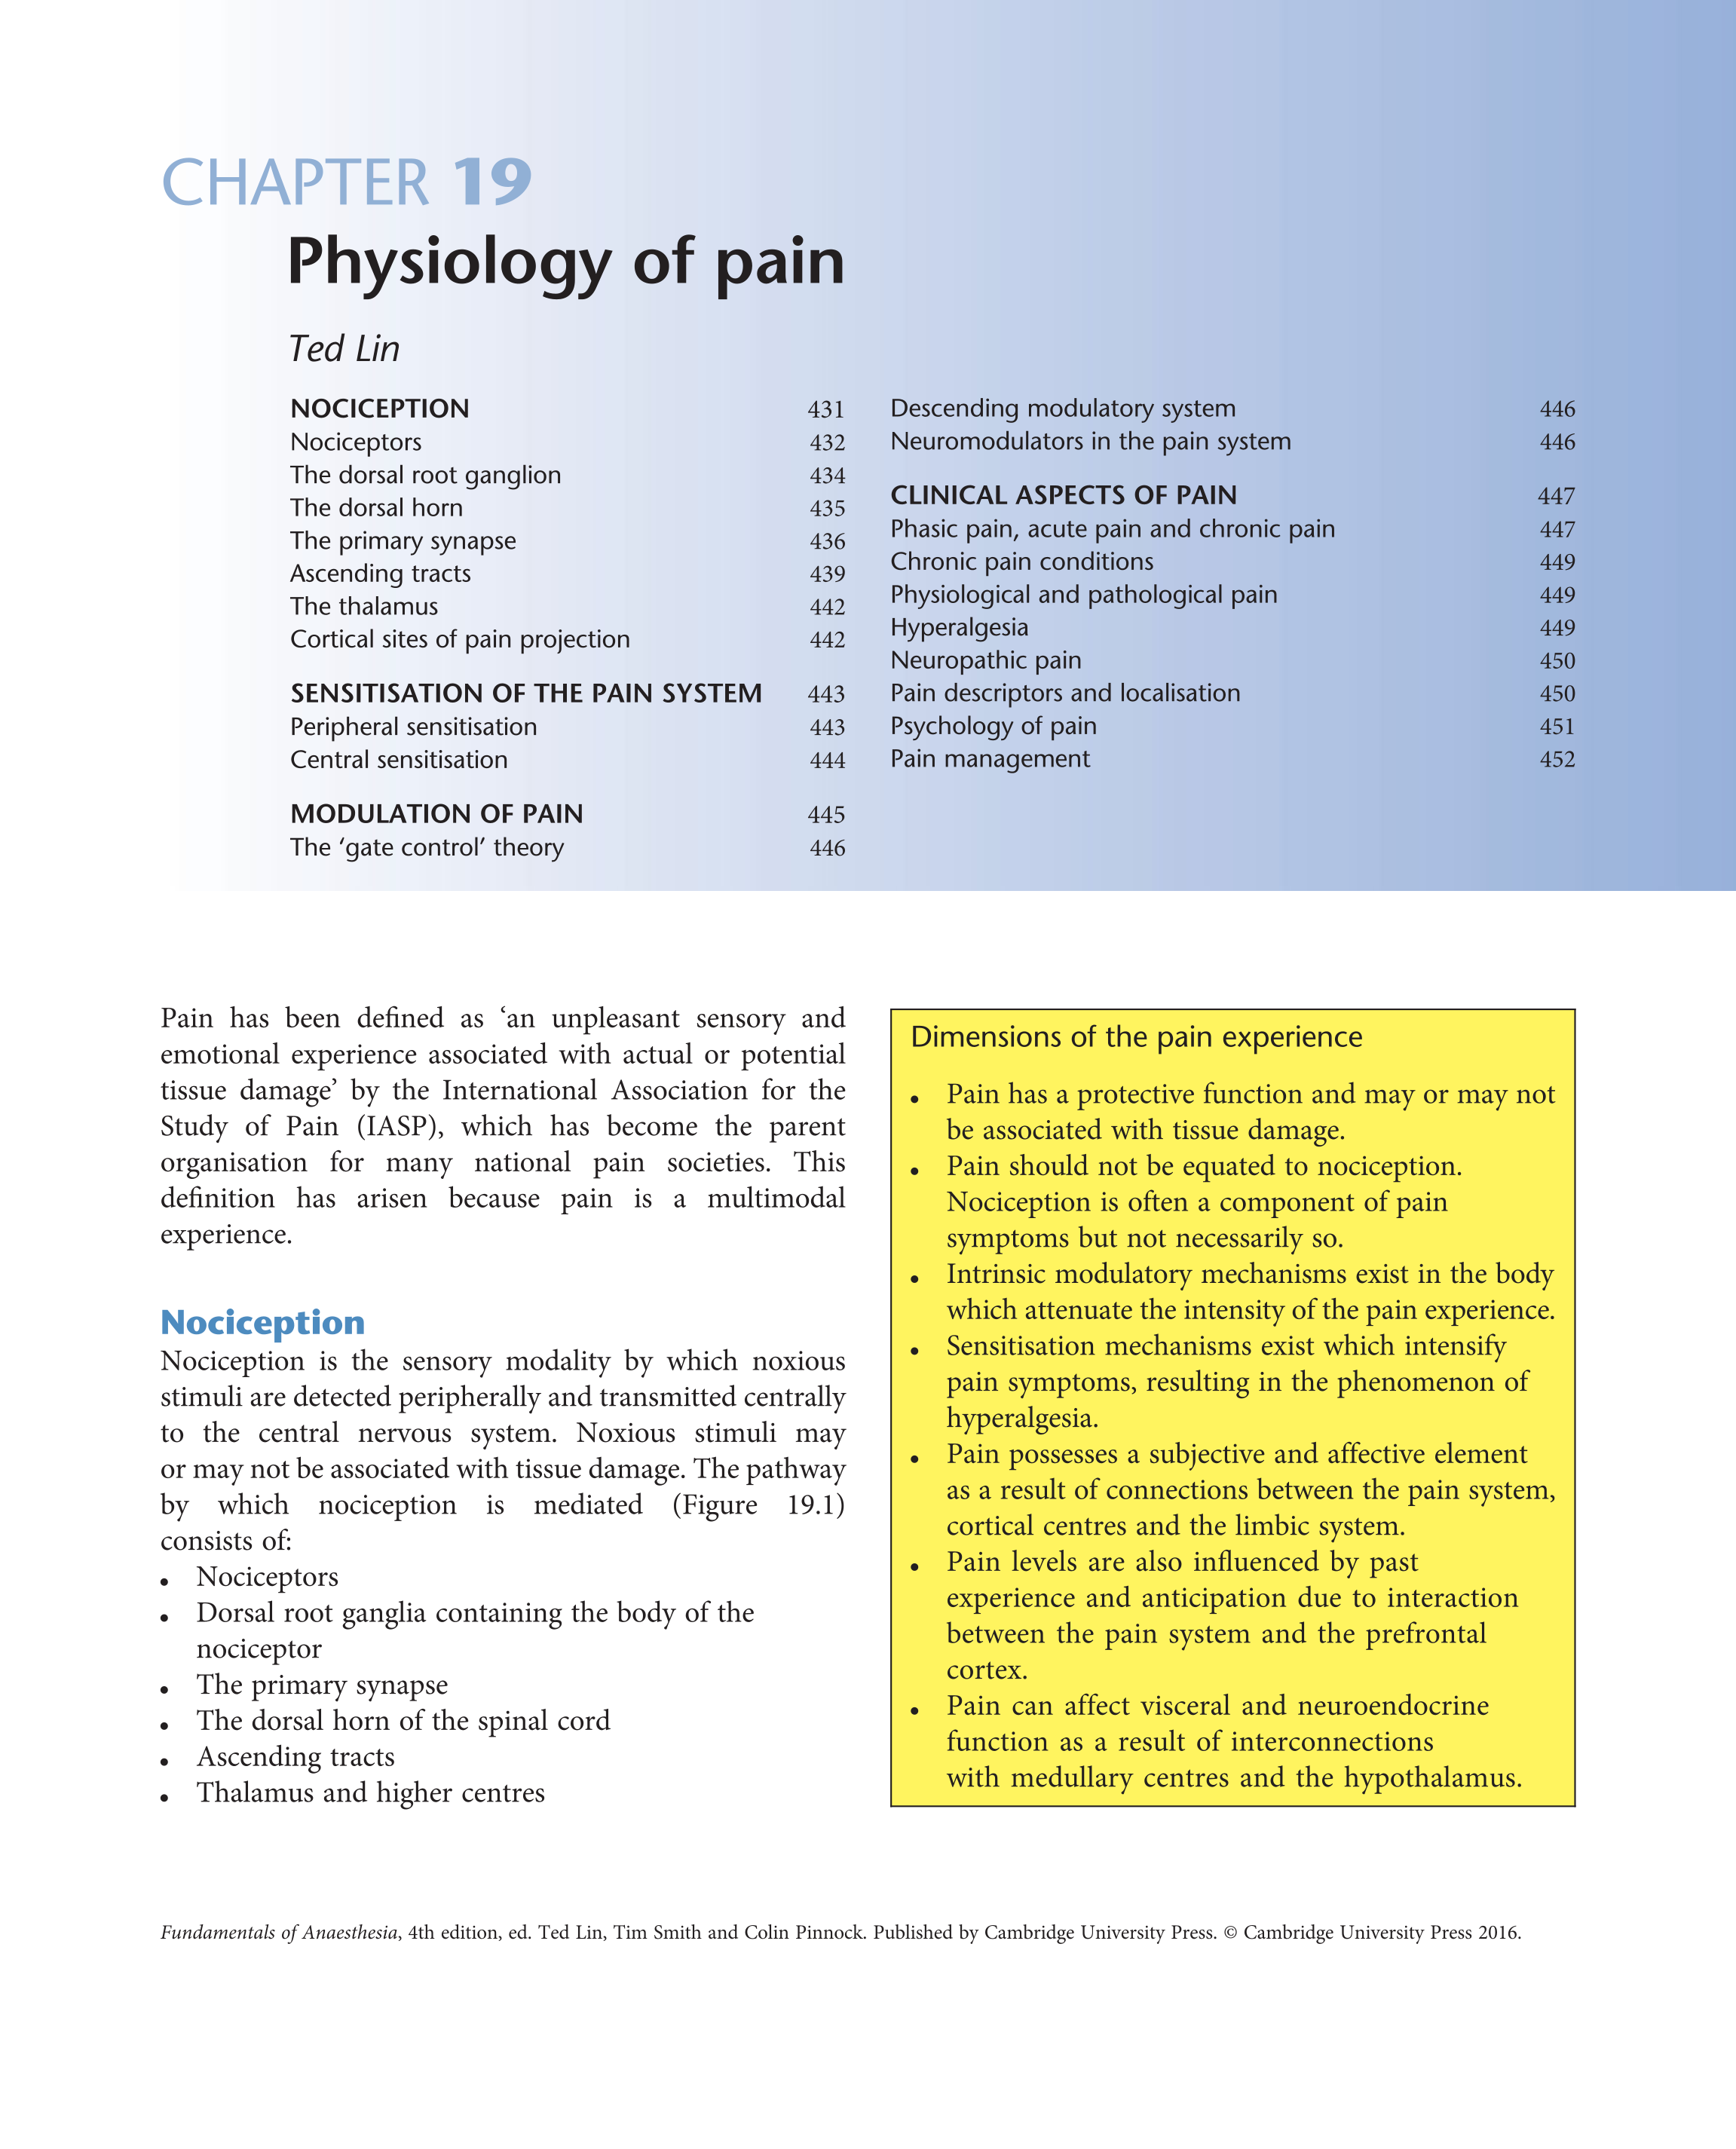 CHAPTER 19
Physiology of pain
Ted Lin
NOCICEPTION 431
Nociceptors 432
The dorsal root ganglion 434
The dorsal horn 435
The primary synapse 436
Ascending tracts 439
The thalamus 442
Cortical sites of pain projection 442
SENSITISATION OF THE PAIN SYSTEM 443
Peripheral sensitisation 443
Central sensitisation 444
MODULATION OF PAIN 445
The ‘gate control’ theory 446
Descending modulatory system 446
Neuromodulators in the pain system 446
CLINICAL ASPECTS OF PAIN 447
Phasic pain, acute pain and chronic pain 447
Chronic pain conditions 449
Physiological and pathological pain 449
Hyperalgesia 449
Neuropathic pain 450
Pain descriptors and localisation 450
Psychology of pain 451
Pain management 452
Pain has been defined as ‘an unpleasant sensory and
emotional experience associated with actual or potential
tissue damage’ by the International Association for the
Study of Pain (IASP), which has become the parent
organisation for many national pain societies. This
definition has arisen because pain is a multimodal
experience.
Nociception
Nociception is the sensory modality by which noxious
stimuli are detected peripherally and transmitted centrally
to the central nervous system. Noxious stimuli may
or may not be associated with tissue damage. The pathway
by which nociception is mediated (Figure 19.1)
consists of:
• Nociceptors
• Dorsal root ganglia containing the body of the
nociceptor
• The primary synapse
• The dorsal horn of the spinal cord
• Ascending tracts
• Thalamus and higher centres
Dimensions of the pain experience
• Pain has a protective function and may or may not
be associated with tissue damage.
• Pain should not be equated to nociception.
Nociception is often a component of pain
symptoms but not necessarily so.
• Intrinsic modulatory mechanisms exist in the body
which attenuate the intensity of the pain experience.
• Sensitisation mechanisms exist which intensify
pain symptoms, resulting in the phenomenon of
hyperalgesia.
• Pain possesses a subjective and affective element
as a result of connections between the pain system,
cortical centres and the limbic system.
• Pain levels are also influenced by past
experience and anticipation due to interaction
between the pain system and the prefrontal
cortex.
• Pain can affect visceral and neuroendocrine
function as a result of interconnections
with medullary centres and the hypothalamus.
Fundamentals of Anaesthesia, 4th edition, ed. Ted Lin, Tim Smith and Colin Pinnock. Published by Cambridge University Press. © Cambridge University Press 2016.